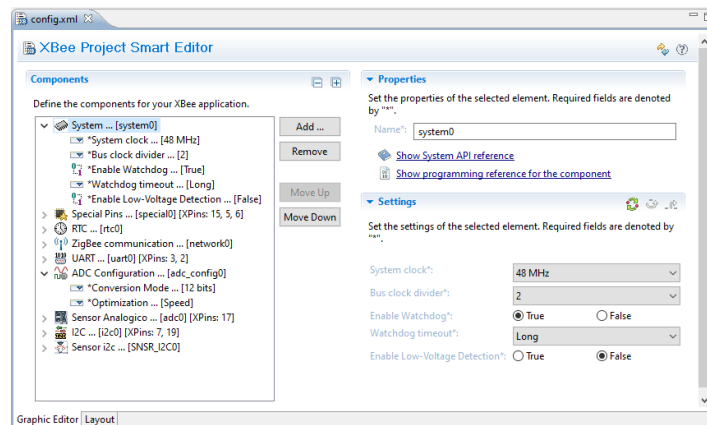 config.xml
XBee Project Smart Editor
Components
Define the components for your XBee application.
System ... [system0]
*System clock ... [48 MHz]
*Bus clock divider ... [2]
*Enable Watchdog ... [True]
*Watchdog timeout ... [Long]
*Enable Low-Voltage Detection ... [False]
Special Pins ... [special0] [XPins: 15, 5, 6]
RTC ... [rtc0]
ZigBee communication ... [network0]
UART ... [uart0] [XPins: 3, 2]
ADC Configuration ... [adc_config0]
*Conversion Mode ... [12 bits]
*Optimization ... [Speed]
Sensor Analogico ... [adc0] [XPins: 17]
I2C ... [i2c0] [XPins: 7, 19]
Sensor i2c ... [SNSR_I2C0]
Add ...
Remove
Move Up
Move Down
Properties
Set the properties of the selected element. Required fields are denoted
by "*".
Name*: system0
Show System API reference
Show programming reference for the component
Settings
Set the settings of the selected element. Required fields are denoted by
"*".
System clock*: 48 MHz
Bus clock divider*: 2
Enable Watchdog*: True False
Watchdog timeout*: Long
Enable Low-Voltage Detection*: True False
Graphic Editor Layout